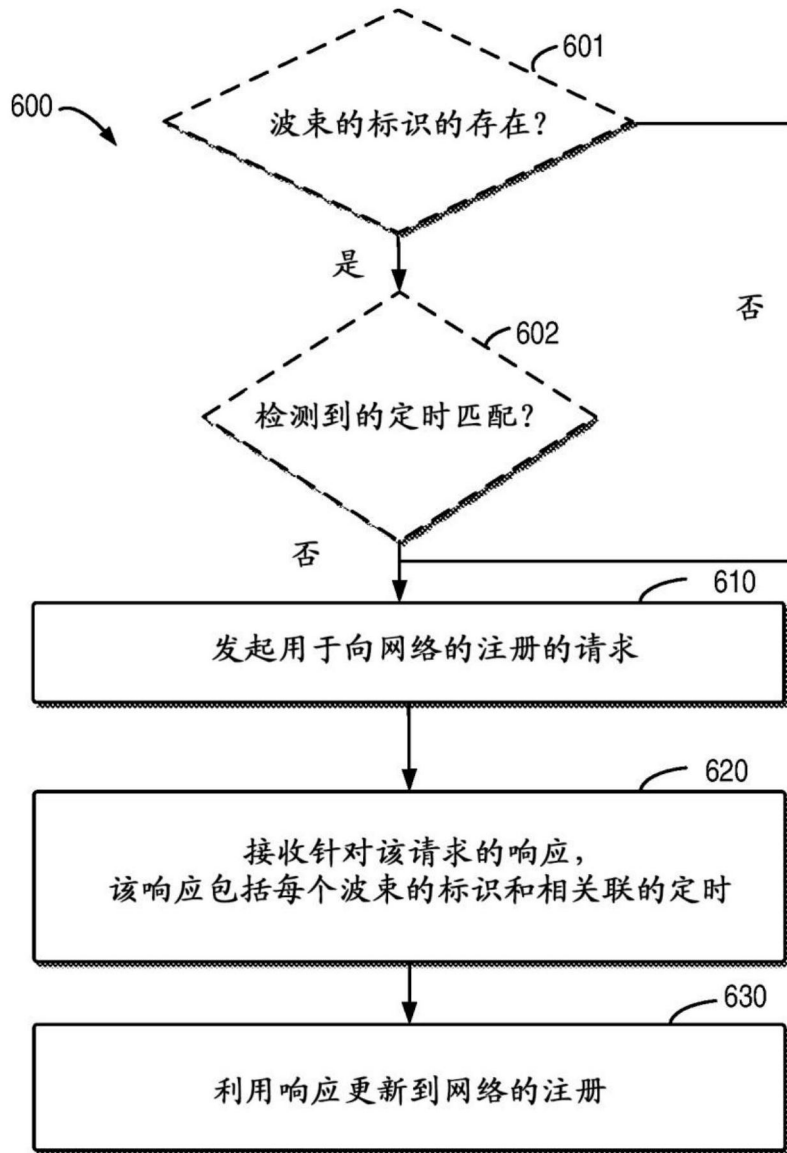 601
600
波束的标识的存在?
是
否
602
检测到的定时匹配?
否
610
发起用于向网络的注册的请求
620
接收针对该请求的响应,
该响应包括每个波束的标识和相关联的定时
630
利用响应更新到网络的注册